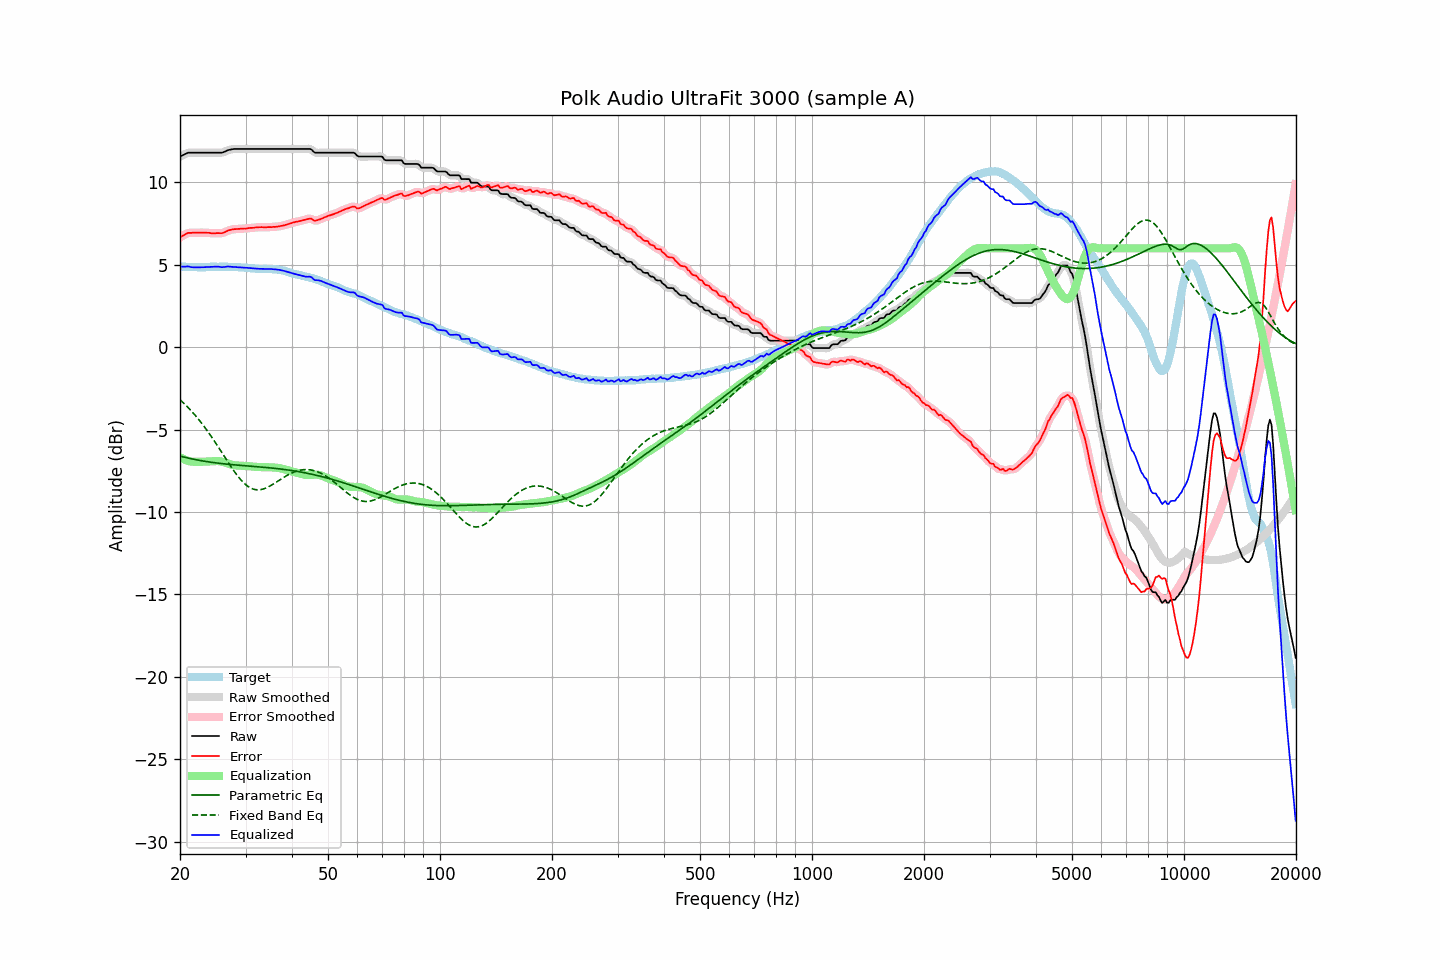 Polk Audio UltraFit 3000 (sample A)
Amplitude (dBr)
10
5
0
−5
−10
−15
−20
−25
−30
Target
Raw Smoothed
Error Smoothed
Raw
Error
Equalization
Parametric Eq
Fixed Band Eq
Equalized
20 50 100 200 500 1000 2000 5000 10000 20000
Frequency (Hz)